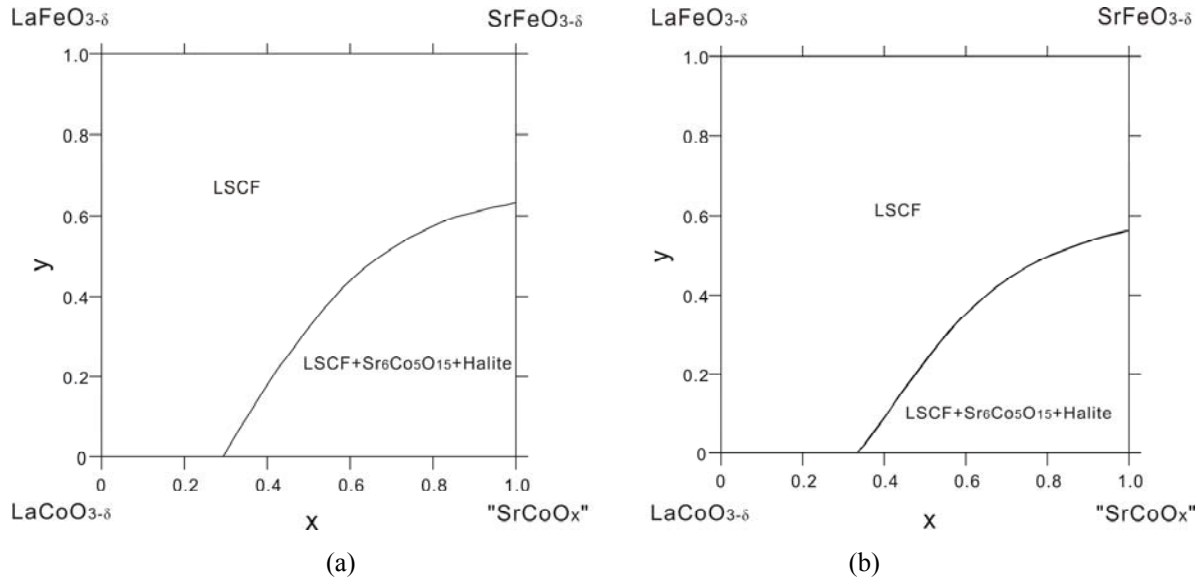 LaFeO3-δ SrFeO3-δ
1.0
0.8
0.6
0.4
0.2
0
y
LSCF
LSCF+Sr6Co5O15+Halite
0 0.2 0.4 0.6 0.8 1.0
LaCoO3-δ x "SrCoOx"
(a)
LaFeO3-δ SrFeO3-δ
1.0
0.8
0.6
0.4
0.2
0
y
LSCF
LSCF+Sr6Co5O15+Halite
0 0.2 0.4 0.6 0.8 1.0
LaCoO3-δ x "SrCoOx"
(b)